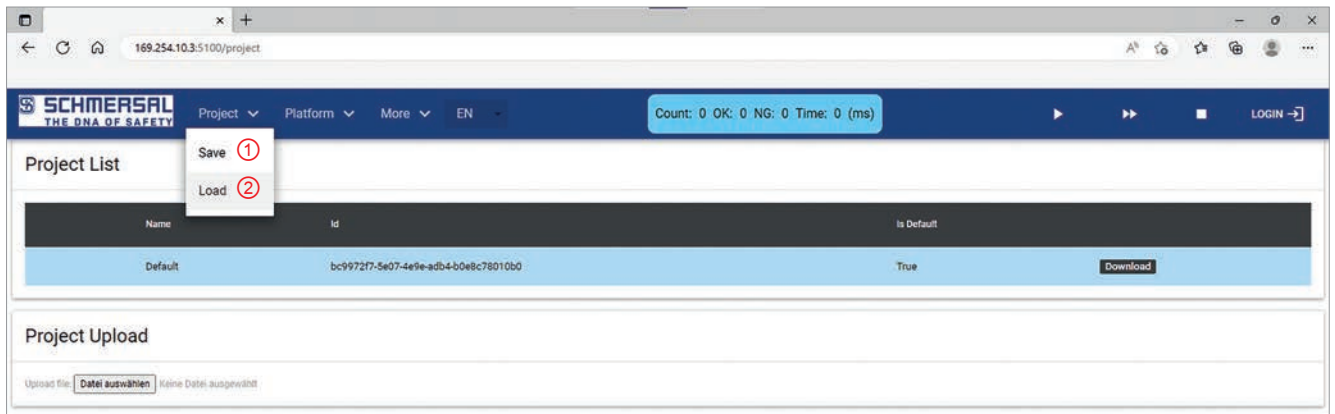 169.254.10.3:5100/project
SCHMERSAL
THE DNA OF SAFETY
Project
Platform
More
EN
Count: 0 OK: 0 NG: 0 Time: 0 (ms)
LOGIN
Save ①
Load ②
Project List
Name Id Is Default
Default bc9972f7-5e07-4e9e-adb4-b0e8c78010b0 True Download
Project Upload
Upload file: Datei auswählen Keine Datei ausgewählt